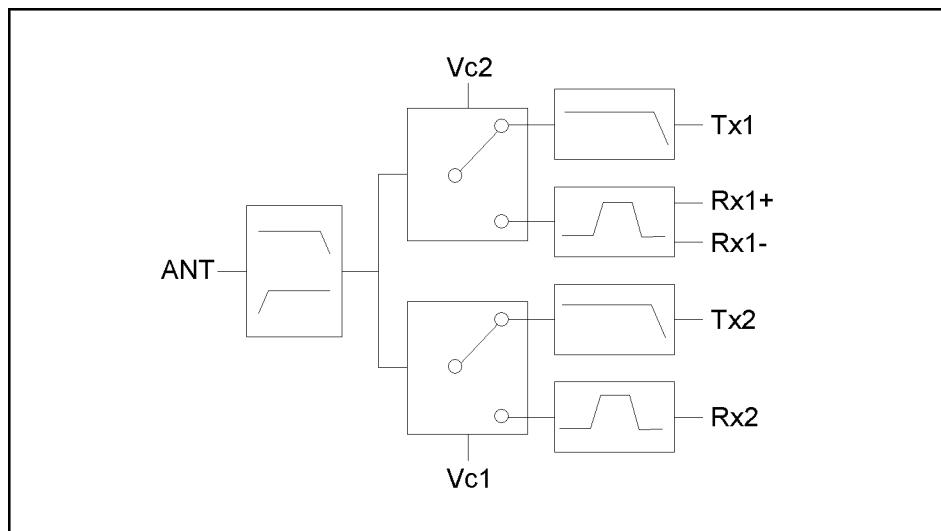 Vc2
Tx1
Rx1+
Rx1-
ANT
Tx2
Rx2
Vc1